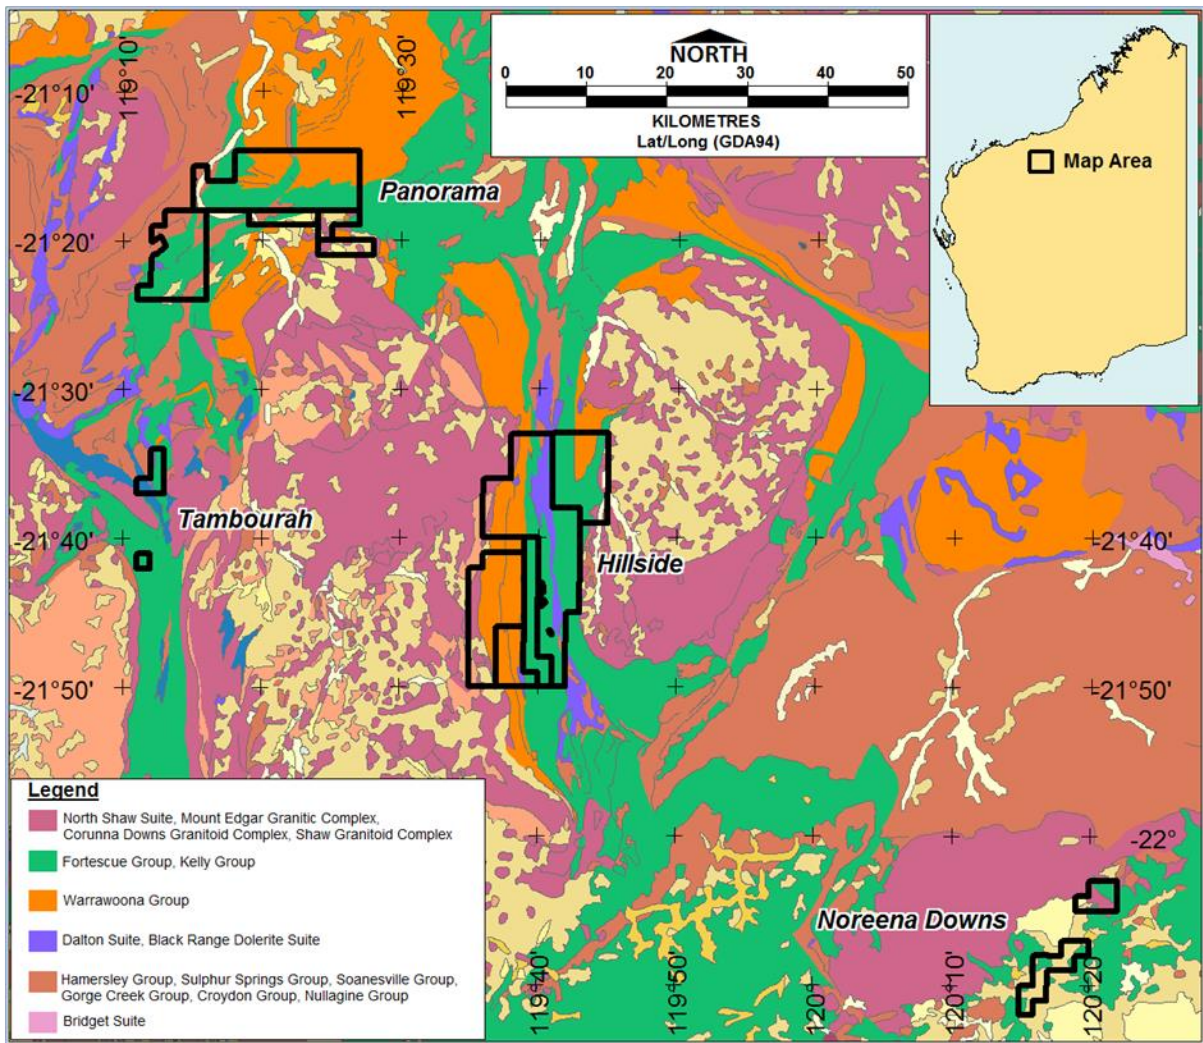 119°10'
119°30'
NORTH
0 10 20 30 40 50
KILOMETRES
Lat/Long (GDA94)
Map Area
-21°10'
Panorama
-21°20'
-21°30'
Tambourah
Hillside
-21°40'
-21°40'
-21°50'
-21°50'
Legend
North Shaw Suite, Mount Edgar Granitic Complex,
Corunna Downs Granitoid Complex, Shaw Granitoid Complex
Fortescue Group, Kelly Group
Warrawoona Group
Dalton Suite, Black Range Dolerite Suite
Hamersley Group, Sulphur Springs Group, Soanesville Group,
Gorge Creek Group, Croydon Group, Nullagine Group
Bridget Suite
-22°
Noreena Downs
119°40'
119°50'
120°
120°10'
120°20'